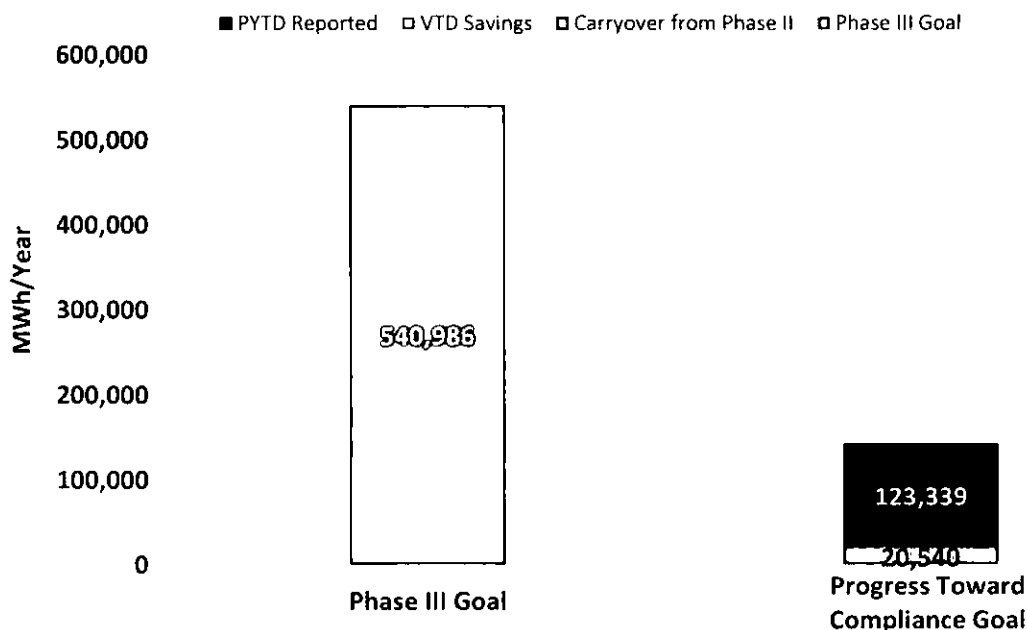 ■ PYTD Reported □ VTD Savings □ Carryover from Phase II □ Phase III Goal
600,000
500,000
400,000
300,000
200,000
100,000
0
MWh/Year
540,986
123,339
20,540
Phase III Goal
Progress Toward
Compliance Goal